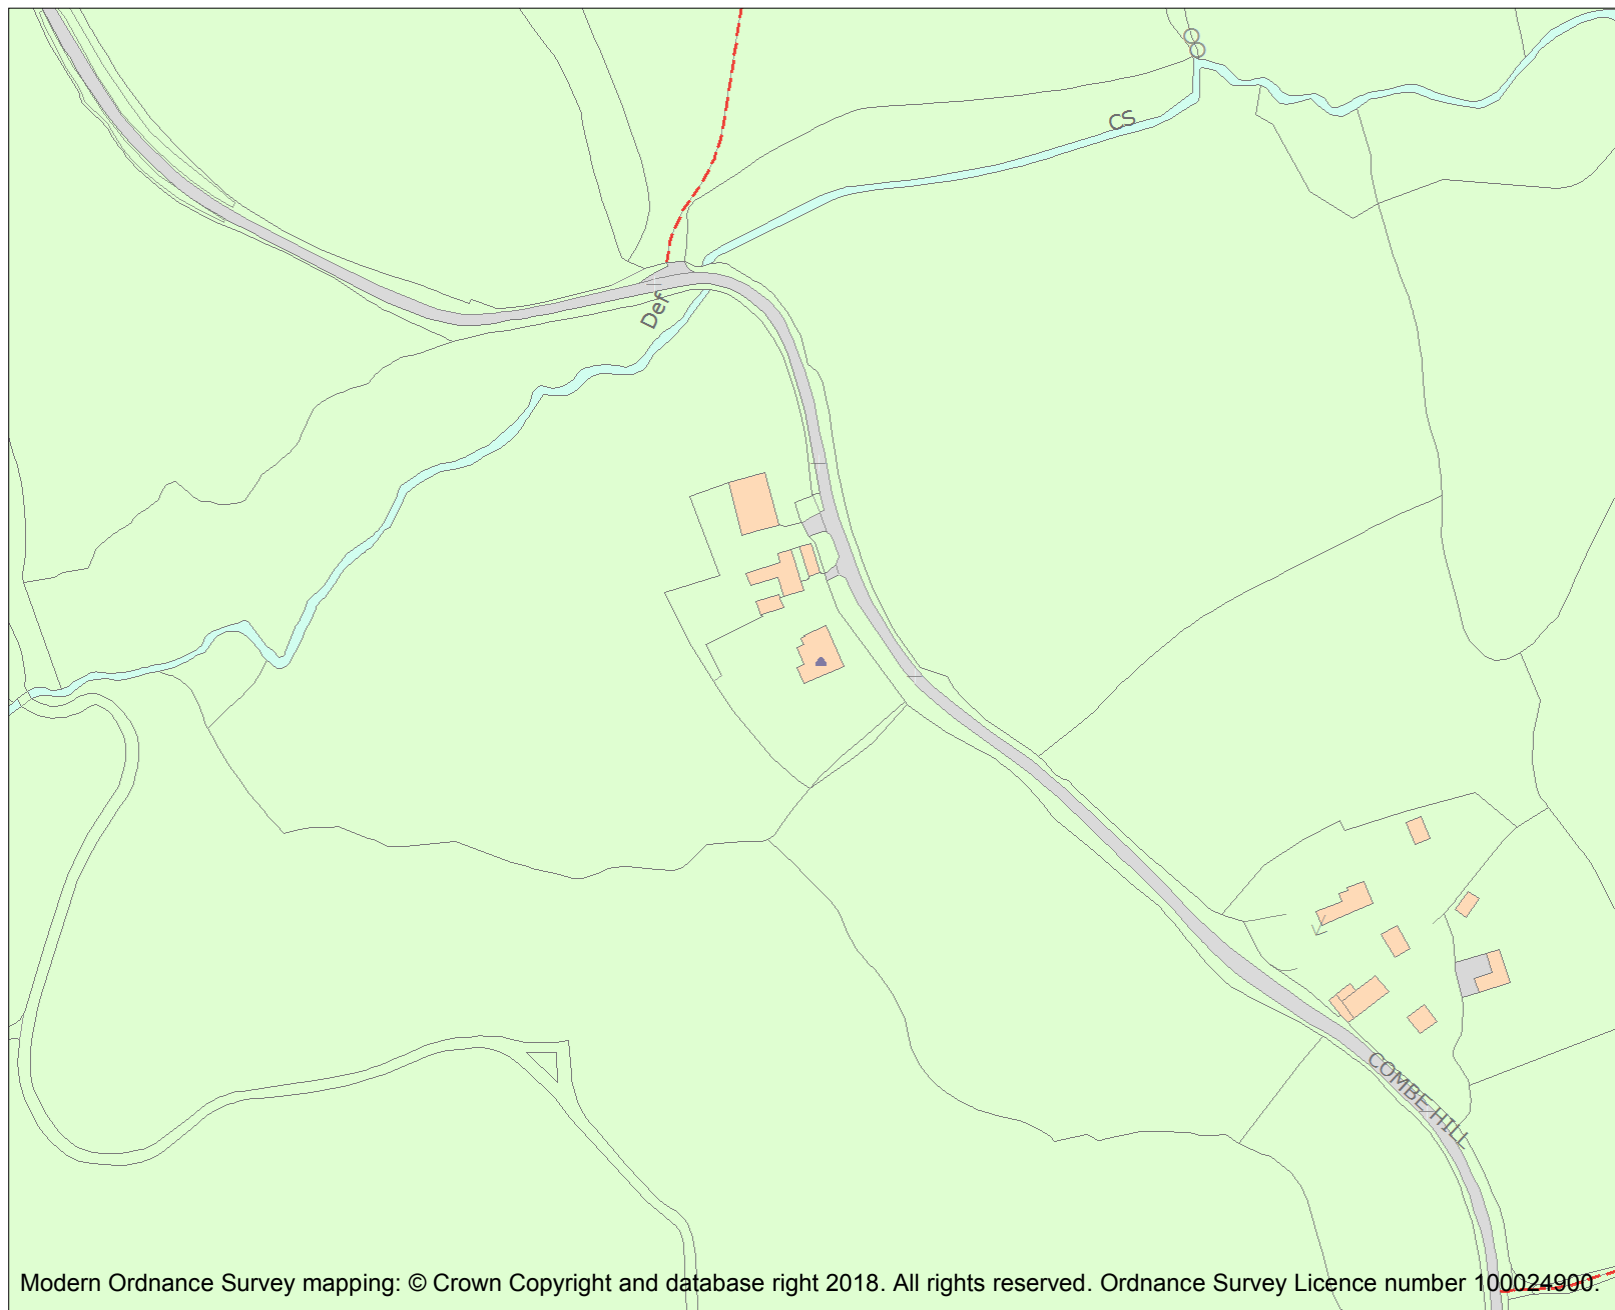 CS
Def
COMBE HILL
Modern Ordnance Survey mapping: © Crown Copyright and database right 2018. All rights reserved. Ordnance Survey Licence number 100024900.